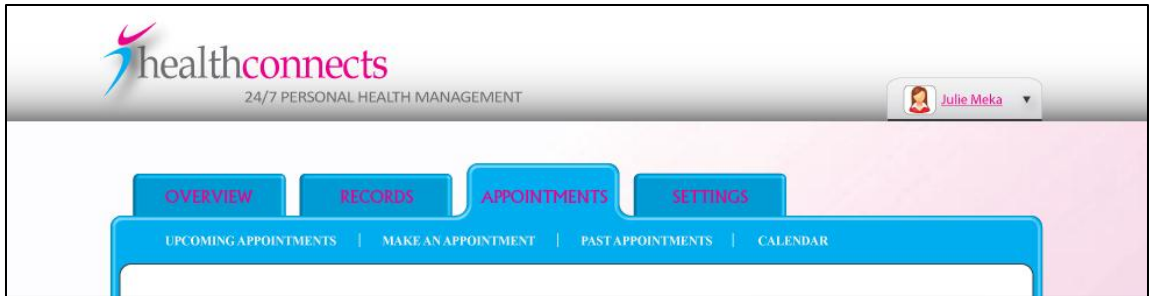 healthconnects
24/7 PERSONAL HEALTH MANAGEMENT
Julie Meka
OVERVIEW RECORDS APPOINTMENTS SETTINGS
UPCOMING APPOINTMENTS | MAKE AN APPOINTMENT | PAST APPOINTMENTS | CALENDAR